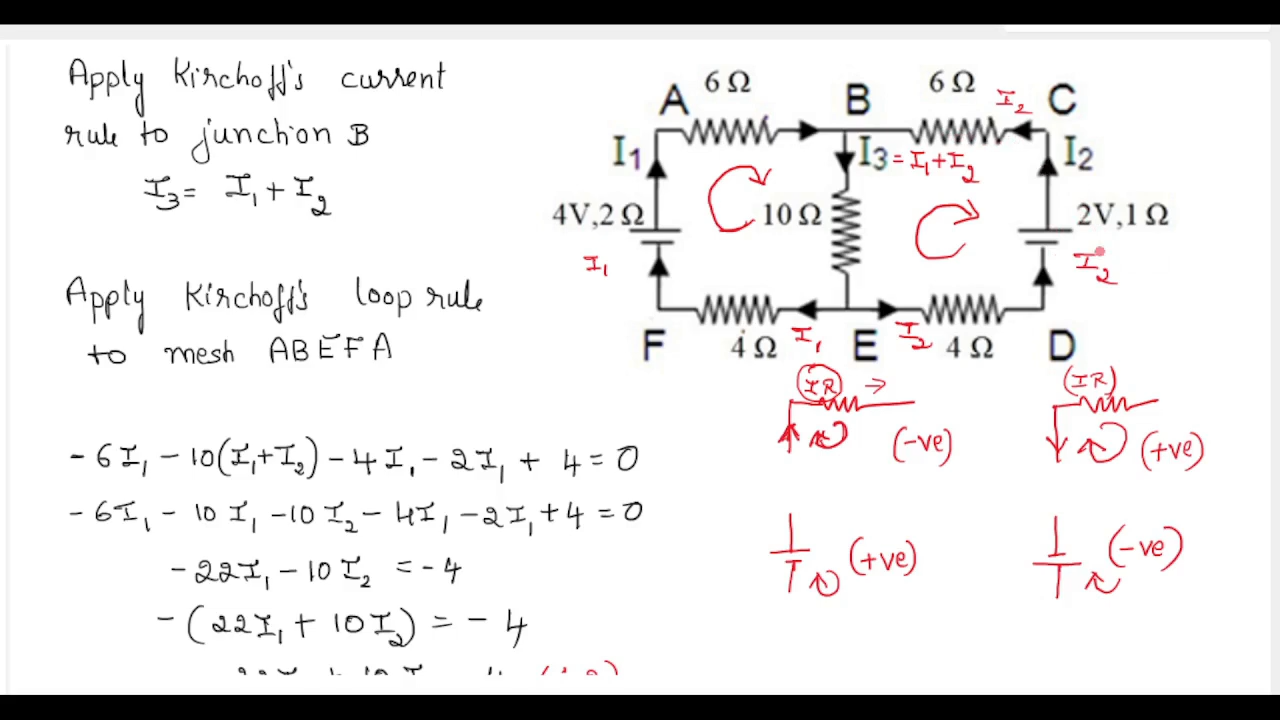 Apply Kirchoff's current
rule to junction B
I3 = I1 + I2
Apply Kirchoff's loop rule
to mesh ABEFA
- 6I1 - 10(I1+I2) - 4I1 - 2I1 + 4 = 0
- 6I1 - 10I1 - 10I2 - 4I1 - 2I1 + 4 = 0
- 22I1 - 10I2 = - 4
- (22I1 + 10I2) = - 4
6 Ω 6 Ω
A B I2 C
I1 I3 = I1 + I2 I2
4V, 2 Ω 10 Ω 2V, 1 Ω
I1 I2
F I1 E I2 D
4 Ω 4 Ω
(IR) (IR)
(-ve) (+ve)
(+ve) (-ve)